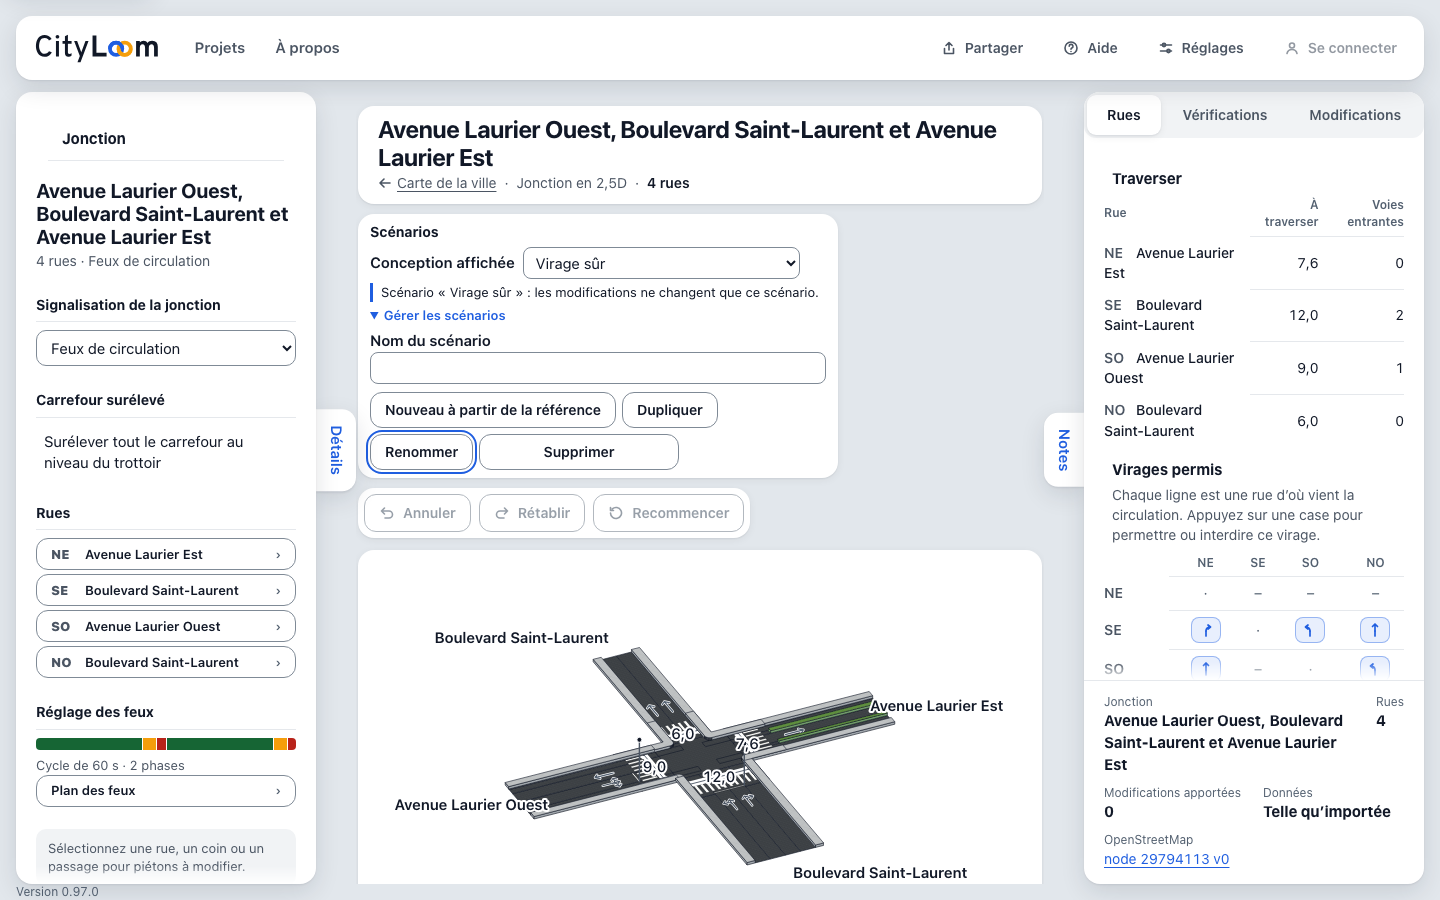 CityLoom
Projets
À propos
Partager
Aide
Réglages
Se connecter
Jonction
Avenue Laurier Ouest,
Boulevard Saint-Laurent et
Avenue Laurier Est
4 rues · Feux de circulation
Signalisation de la jonction
Feux de circulation
Carrefour surélevé
Surélever tout le carrefour au
niveau du trottoir
Rues
NE Avenue Laurier Est ›
SE Boulevard Saint-Laurent ›
SO Avenue Laurier Ouest ›
NO Boulevard Saint-Laurent ›
Réglage des feux
Cycle de 60 s · 2 phases
Plan des feux ›
Sélectionnez une rue, un coin ou un
passage pour piétons à modifier.
Version 0.97.0
Détails
Avenue Laurier Ouest, Boulevard Saint-Laurent et Avenue
Laurier Est
← Carte de la ville · Jonction en 2,5D · 4 rues
Scénarios
Conception affichée Virage sûr
Scénario « Virage sûr » : les modifications ne changent que ce scénario.
▼ Gérer les scénarios
Nom du scénario
Nouveau à partir de la référence
Dupliquer
Renommer
Supprimer
Annuler
Rétablir
Recommencer
Boulevard Saint-Laurent
Avenue Laurier Est
6,0
7,6
9,0
12,0
Avenue Laurier Ouest
Boulevard Saint-Laurent
Notes
Rues
Vérifications
Modifications
Traverser
Rue
À
traverser
Voies
entrantes
NE Avenue Laurier
Est
7,6
0
SE Boulevard
Saint-Laurent
12,0
2
SO Avenue Laurier
Ouest
9,0
1
NO Boulevard
Saint-Laurent
6,0
0
Virages permis
Chaque ligne est une rue d’où vient la
circulation. Appuyez sur une case pour
permettre ou interdire ce virage.
NE SE SO NO
NE · – – –
SE ↱ · ↰ ↑
SO ↑ – · ↰
Jonction
Avenue Laurier Ouest, Boulevard
Saint-Laurent et Avenue Laurier
Est
Rues
4
Modifications apportées
0
Données
Telle qu’importée
OpenStreetMap
node 29794113 v0